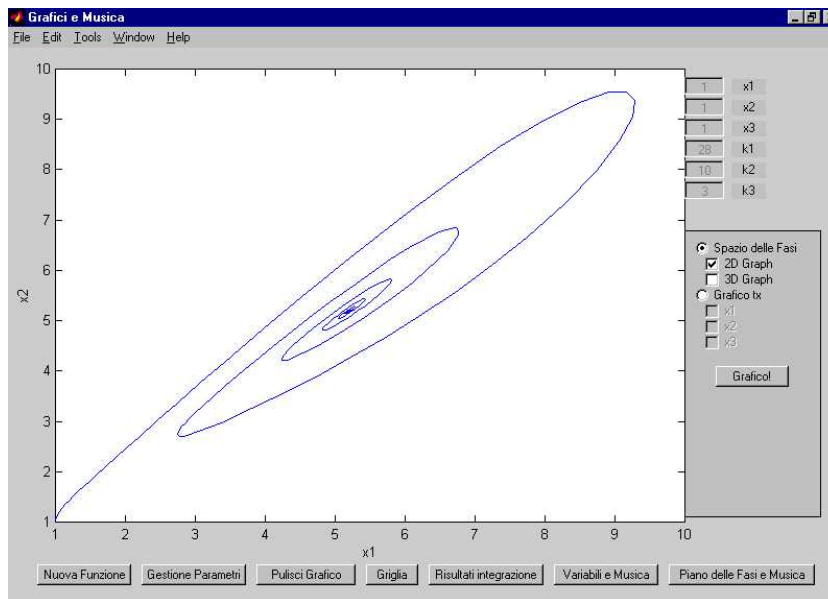 Grafici e Musica
File Edit Tools Window Help
10
9
8
7
6
5
4
3
2
1
x2
1 2 3 4 5 6 7 8 9 10
x1
1 x1
1 x2
1 x3
28 k1
10 k2
3 k3
Spazio delle Fasi
2D Graph
3D Graph
Grafico tx
x1
x2
x3
Grafico!
Nuova Funzione Gestione Parametri Pulisci Grafico Griglia Risultati integrazione Variabili e Musica Piano delle Fasi e Musica